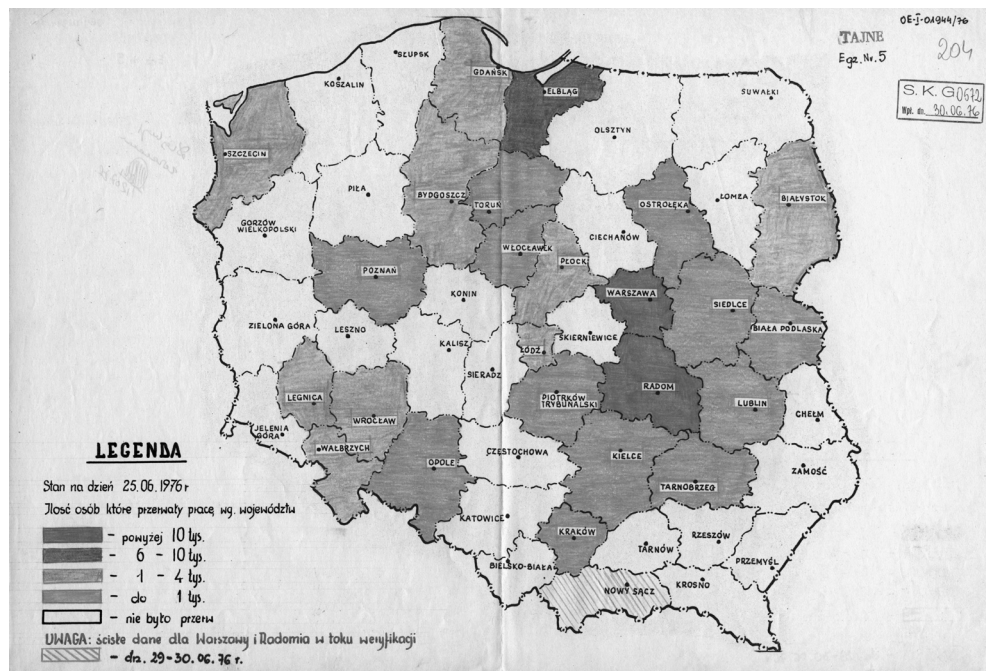 OE-I-01944/76
TAJNE
Egz. Nr. 5
204
S. K. G 0672
Wpł. dn. 30.06.76
SŁUPSK
GDAŃSK
KOSZALIN
ELBLĄG
SUWAŁKI
OLSZTYN
SZCZECIN
PIŁA
BYDGOSZCZ
TORUŃ
OSTROŁĘKA
ŁOMZA
BIAŁYSTOK
GORZÓW
WIELKOPOLSKI
CIECHANÓW
WŁOCŁAWEK
PŁOCK
POZNAŃ
KONIN
WARSZAWA
SIEDLCE
ZIELONA GÓRA
LESZNO
KALISZ
SKIERNIEWICE
BIAŁA PODLASKA
ŁÓDŹ
SIERADZ
LEGNICA
PIOTRKÓW
TRYBUNALSKI
RADOM
LUBLIN
CHEŁM
WROCŁAW
JELENIA
GÓRA
WAŁBRZYCH
OPOLE
CZĘSTOCHOWA
KIELCE
TARNOBRZEG
ZAMOŚĆ
KATOWICE
KRAKÓW
TARNÓW
RZESZÓW
PRZEMYŚL
BIELSKO-BIAŁA
NOWY SĄCZ
KROSNO
LEGENDA
Stan na dzień 25.06.1976 r
Ilość osób które przerwały pracę wg. województw
- powyżej 10 tys.
- 6 - 10 tys.
- 1 - 4 tys.
- do 1 tys.
- nie było przerw
UWAGA: ścisłe dane dla Warszawy i Radomia w toku weryfikacji
- dn. 29-30.06.76 r.